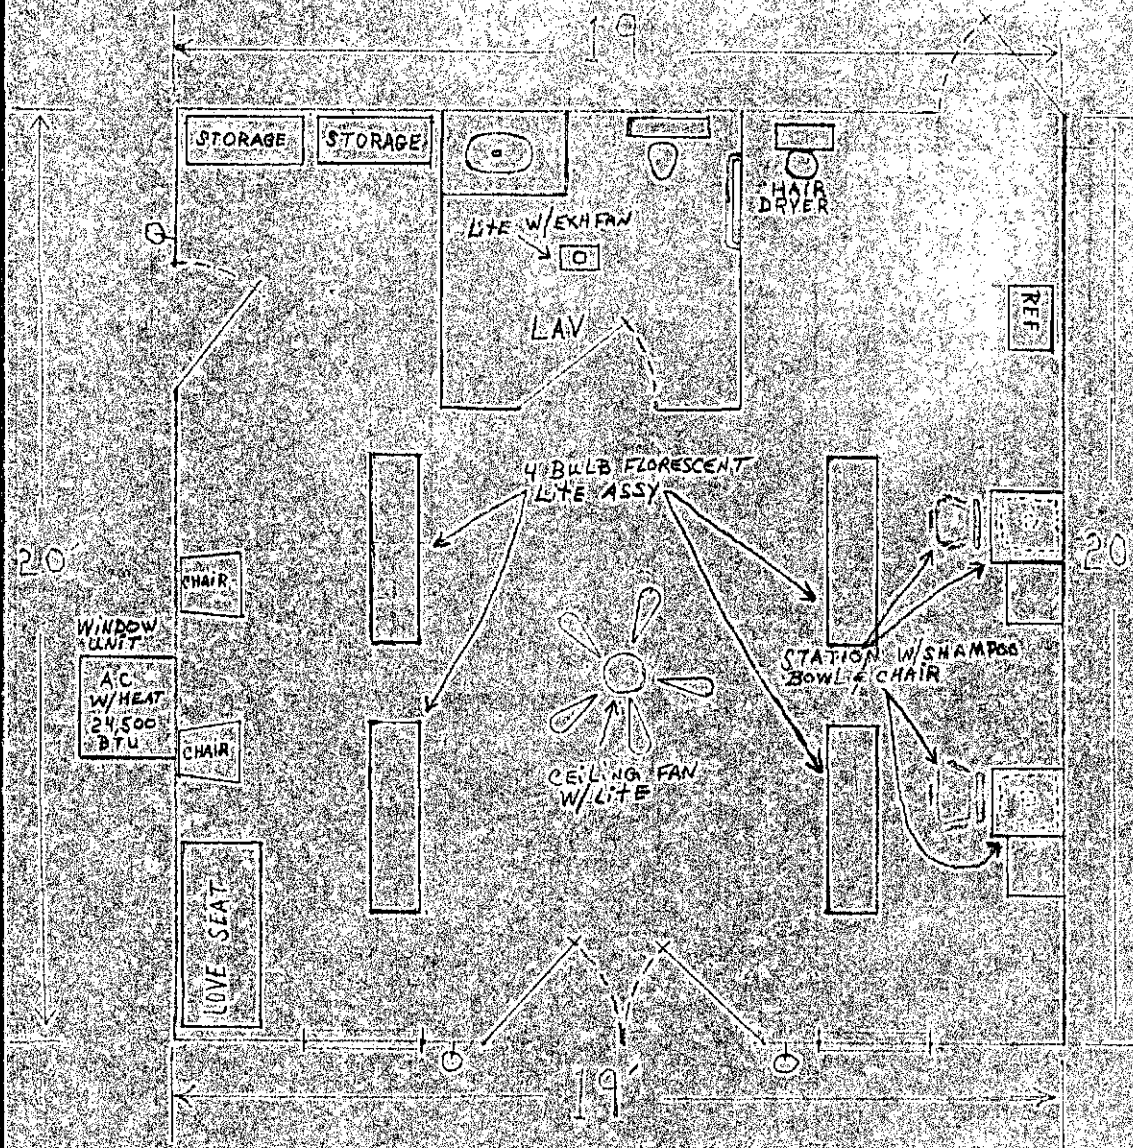 19'
STORAGE
STORAGE
HAIR
DRYER
LITE W/EXH FAN
REF
LAV
4 BULB FLORESCENT
LITE ASSY
20'
20
CHAIR
WINDOW
UNIT
A.C.
W/HEAT
24,500
BTU
STATION W/SHAMPOO
BOWL & CHAIR
CHAIR
CEILING FAN
W/LITE
LOVE SEAT
19'